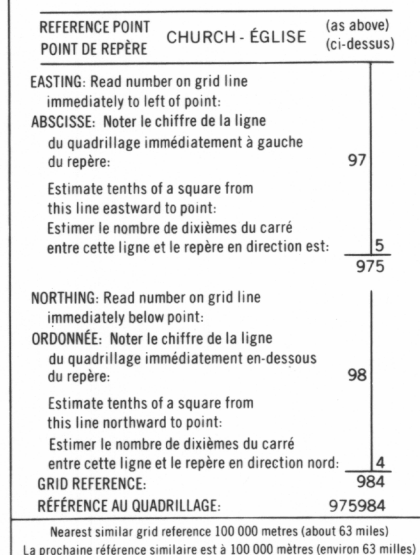 REFERENCE POINT CHURCH - ÉGLISE (as above)
POINT DE REPÈRE (ci-dessus)
EASTING: Read number on grid line
immediately to left of point:
ABSCISSE: Noter le chiffre de la ligne
du quadrillage immédiatement à gauche
du repère: 97
Estimate tenths of a square from
this line eastward to point:
Estimer le nombre de dixièmes du carré
entre cette ligne et le repère en direction est: 5
975
NORTHING: Read number on grid line
immediately below point:
ORDONNÉE: Noter le chiffre de la ligne
du quadrillage immédiatement en-dessous
du repère: 98
Estimate tenths of a square from
this line northward to point:
Estimer le nombre de dixièmes du carré
entre cette ligne et le repère en direction nord: 4
GRID REFERENCE: 984
RÉFÉRENCE AU QUADRILLAGE: 975984
Nearest similar grid reference 100 000 metres (about 63 miles)
La prochaine référence similaire est à 100 000 mètres (environ 63 milles)